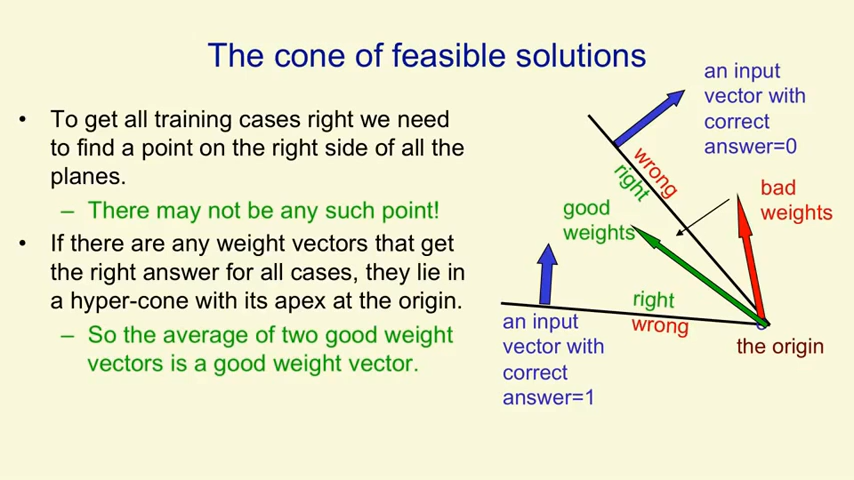 The cone of feasible solutions
• To get all training cases right we need
to find a point on the right side of all the
planes.
– There may not be any such point!
• If there are any weight vectors that get
the right answer for all cases, they lie in
a hyper-cone with its apex at the origin.
– So the average of two good weight
vectors is a good weight vector.
an input
vector with
correct
answer=0
wrong
right
bad
weights
good
weights
right
wrong
an input
vector with
correct
answer=1
the origin